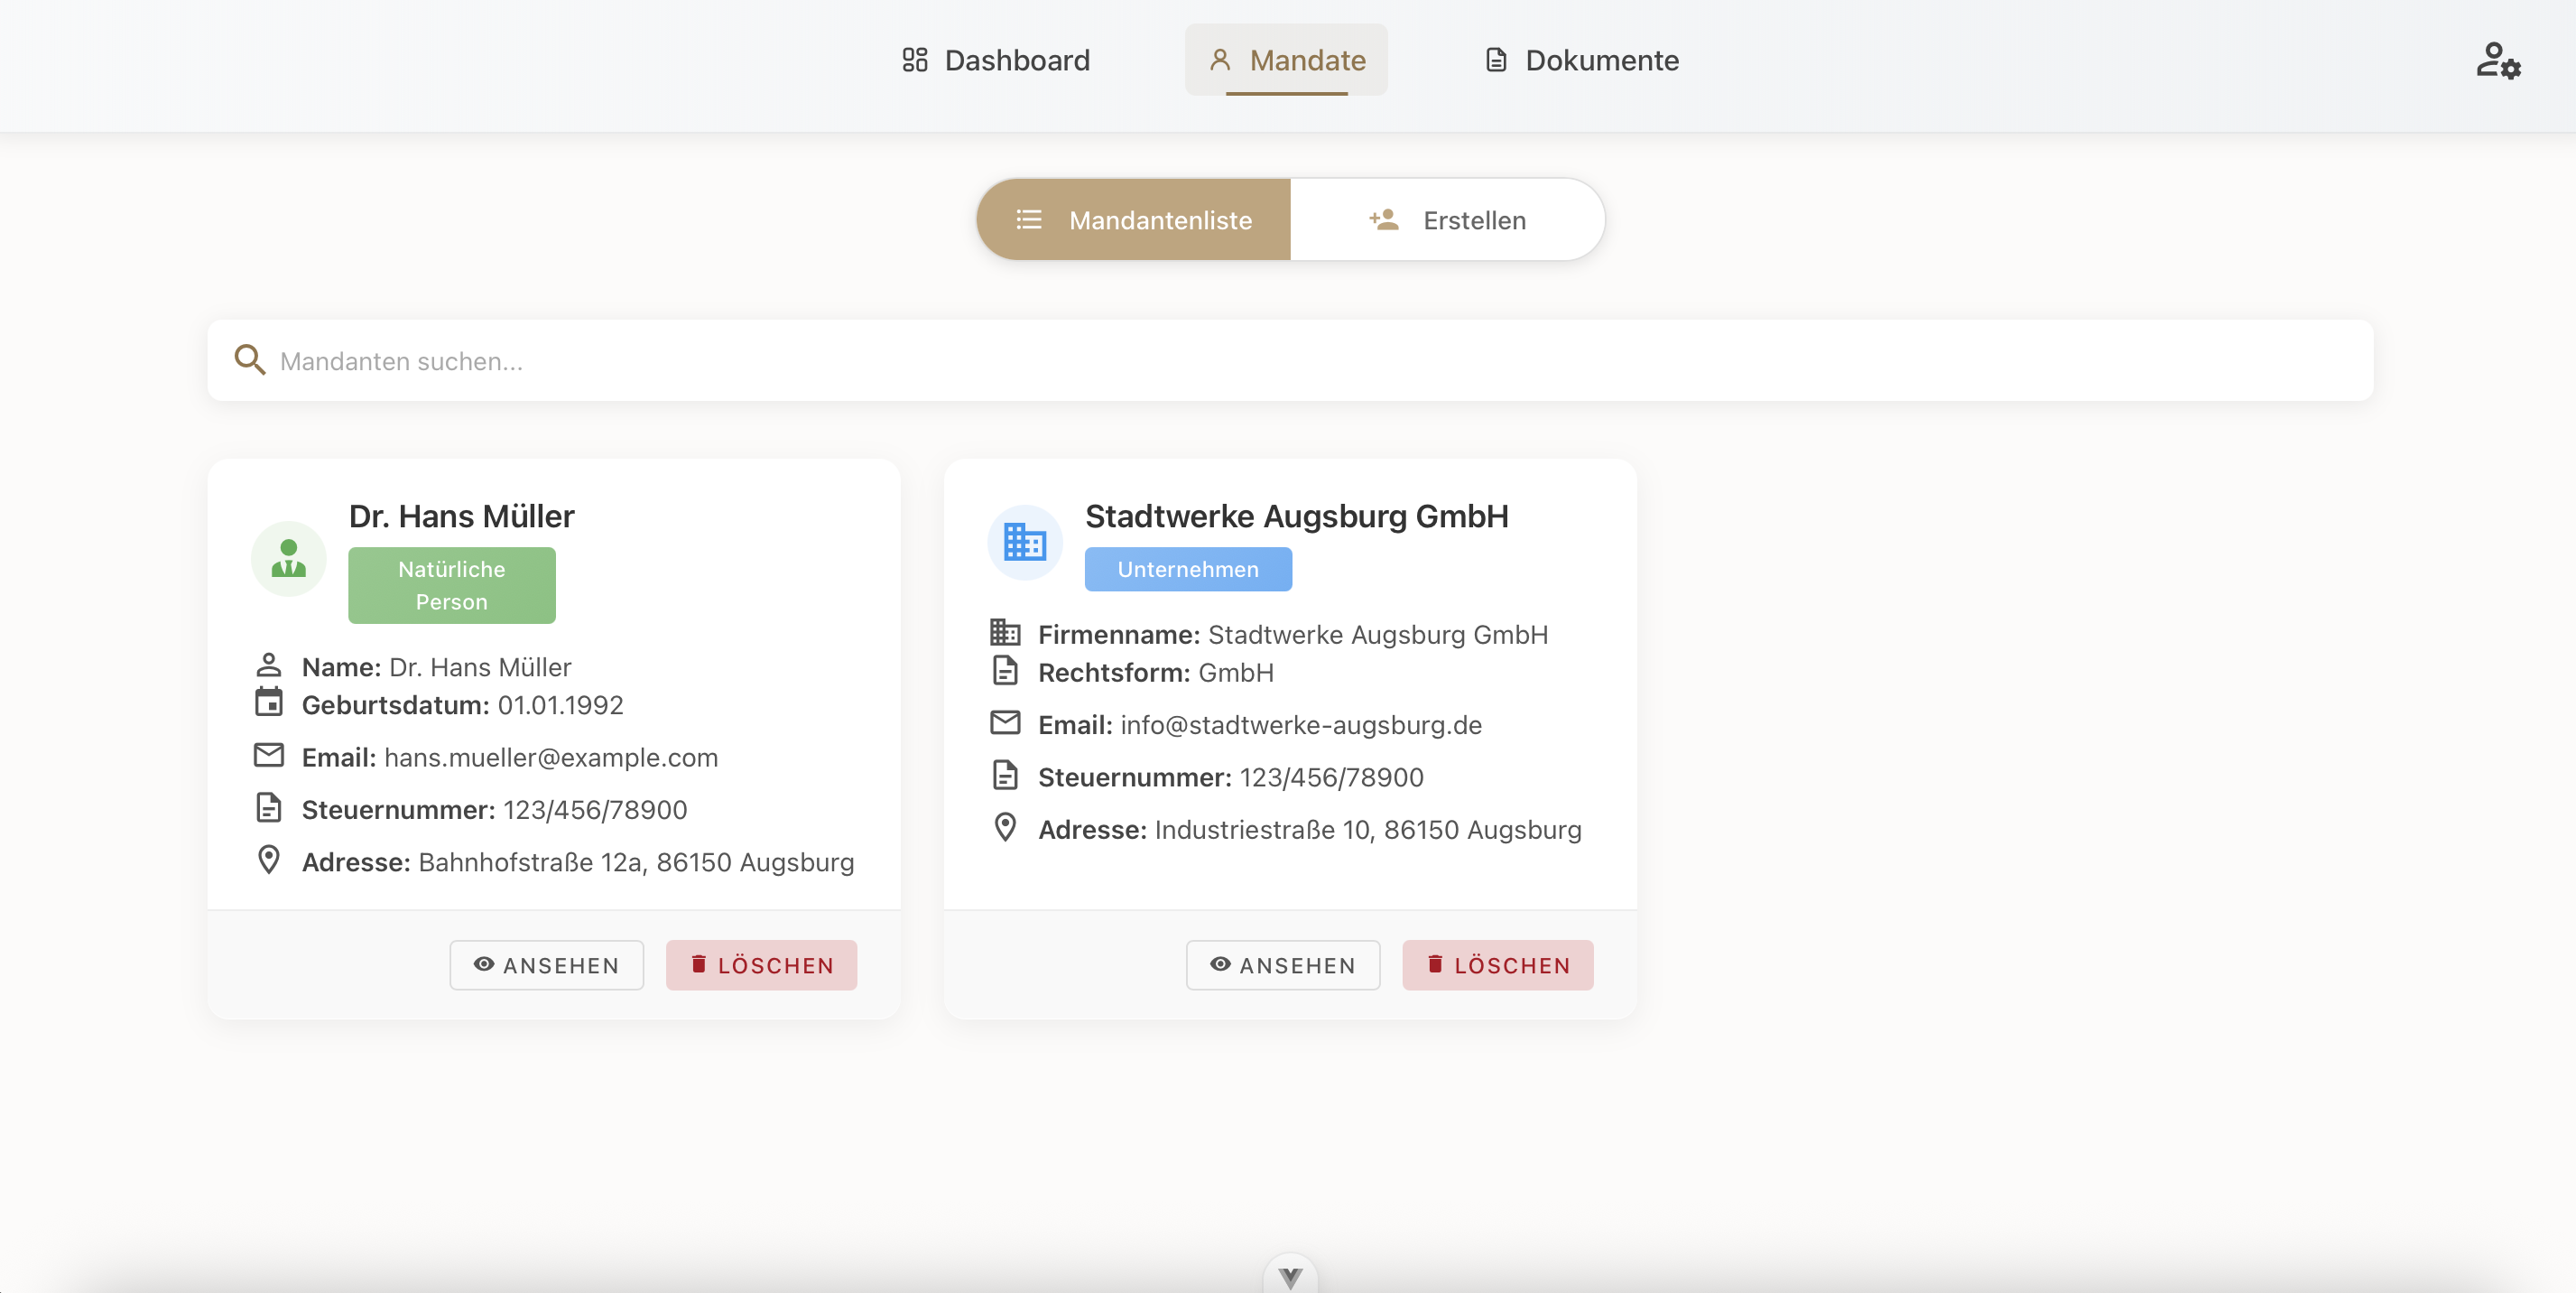 Dashboard
Mandate
Dokumente
Mandantenliste
Erstellen
Mandanten suchen...
Dr. Hans Müller
Natürliche
Person
Name: Dr. Hans Müller
Geburtsdatum: 01.01.1992
Email: hans.mueller@example.com
Steuernummer: 123/456/78900
Adresse: Bahnhofstraße 12a, 86150 Augsburg
ANSEHEN
LÖSCHEN
Stadtwerke Augsburg GmbH
Unternehmen
Firmenname: Stadtwerke Augsburg GmbH
Rechtsform: GmbH
Email: info@stadtwerke-augsburg.de
Steuernummer: 123/456/78900
Adresse: Industriestraße 10, 86150 Augsburg
ANSEHEN
LÖSCHEN